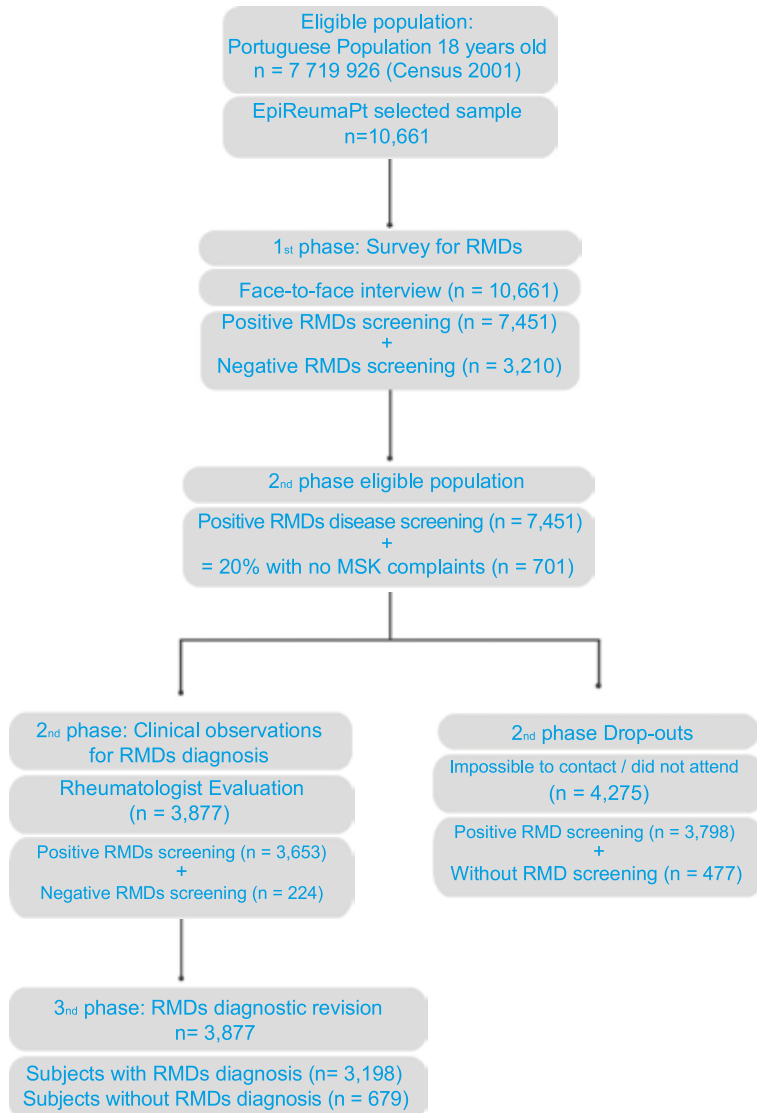 Eligible population:
Portuguese Population 18 years old
n = 7 719 926 (Census 2001)
EpiReumaPt selected sample
n=10,661
1st phase: Survey for RMDs
Face-to-face interview (n = 10,661)
Positive RMDs screening (n = 7,451)
+
Negative RMDs screening (n = 3,210)
2nd phase eligible population
Positive RMDs disease screening (n = 7,451)
+
= 20% with no MSK complaints (n = 701)
2nd phase: Clinical observations
for RMDs diagnosis
Rheumatologist Evaluation
(n = 3,877)
Positive RMDs screening (n = 3,653)
+
Negative RMDs screening (n = 224)
2nd phase Drop-outs
Impossible to contact / did not attend
(n = 4,275)
Positive RMD screening (n = 3,798)
+
Without RMD screening (n = 477)
3nd phase: RMDs diagnostic revision
n= 3,877
Subjects with RMDs diagnosis (n= 3,198)
Subjects without RMDs diagnosis (n = 679)